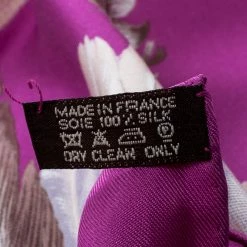 MADE IN FRANCE
SOIE 100% SILK
P
DRY CLEAN ONLY